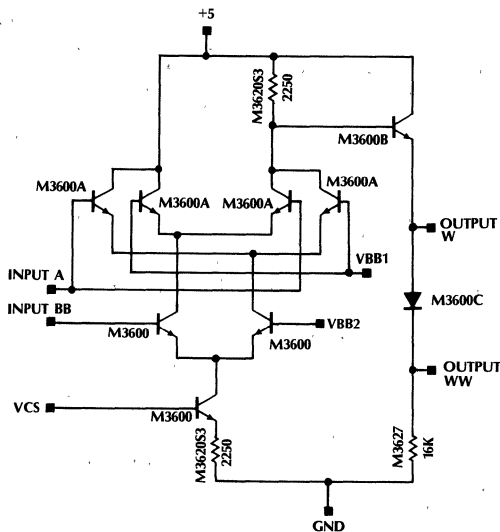 +5
M3620S3
2250
M3600B
M3600A
M3600A
M3600A
M3600A
OUTPUT
W
INPUT A
VBB1
M3600C
INPUT BB
M3600
M3600
VBB2
OUTPUT
WW
VCS
M3600
M3620S3
2250
M3627
16K
GND